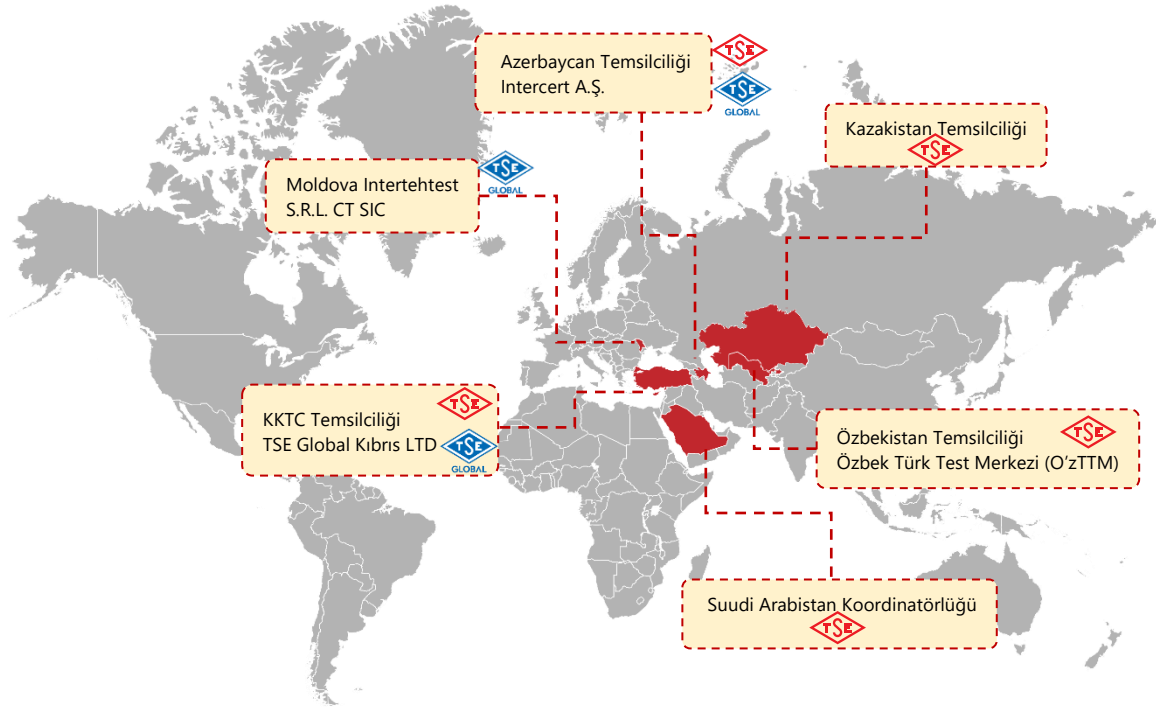 Azerbaycan Temsilciliği
Intercert A.Ş.
TSE
TSE
GLOBAL
Kazakistan Temsilciliği
TSE
Moldova Intertehtest
S.R.L. CT SIC
TSE
GLOBAL
KKTC Temsilciliği
TSE Global Kıbrıs LTD
TSE
TSE
GLOBAL
Özbekistan Temsilciliği
Özbek Türk Test Merkezi (O’zTTM)
TSE
Suudi Arabistan Koordinatörlüğü
TSE